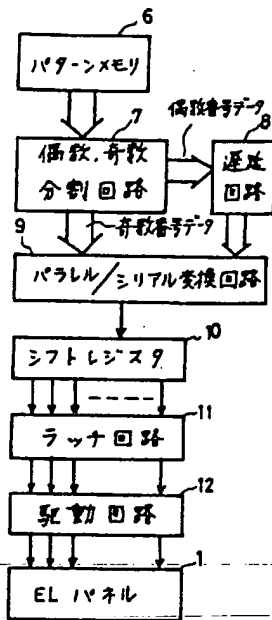 6
パターンメモリ
偶数番号データ
7
8
偶数、奇数
分割回路
遅延
回路
奇数番号データ
9
パラレル/シリアル変換回路
10
シフトレジスタ
11
ラッチ回路
12
駆動回路
1
EL パネル